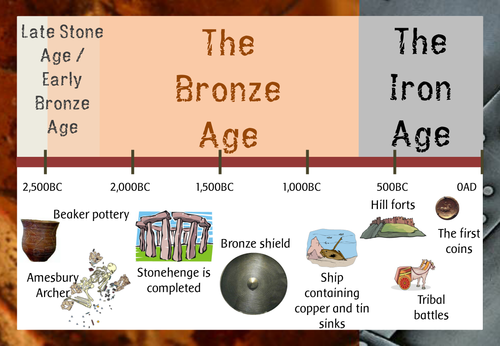 Late Stone
Age /
Early
Bronze
Age
The
Bronze
Age
The
Iron
Age
2,500BC
2,000BC
1,500BC
1,000BC
500BC
0AD
Beaker pottery
Amesbury
Archer
Stonehenge is
completed
Bronze shield
Ship
containing
copper and tin
sinks
Hill forts
The first
coins
Tribal
battles